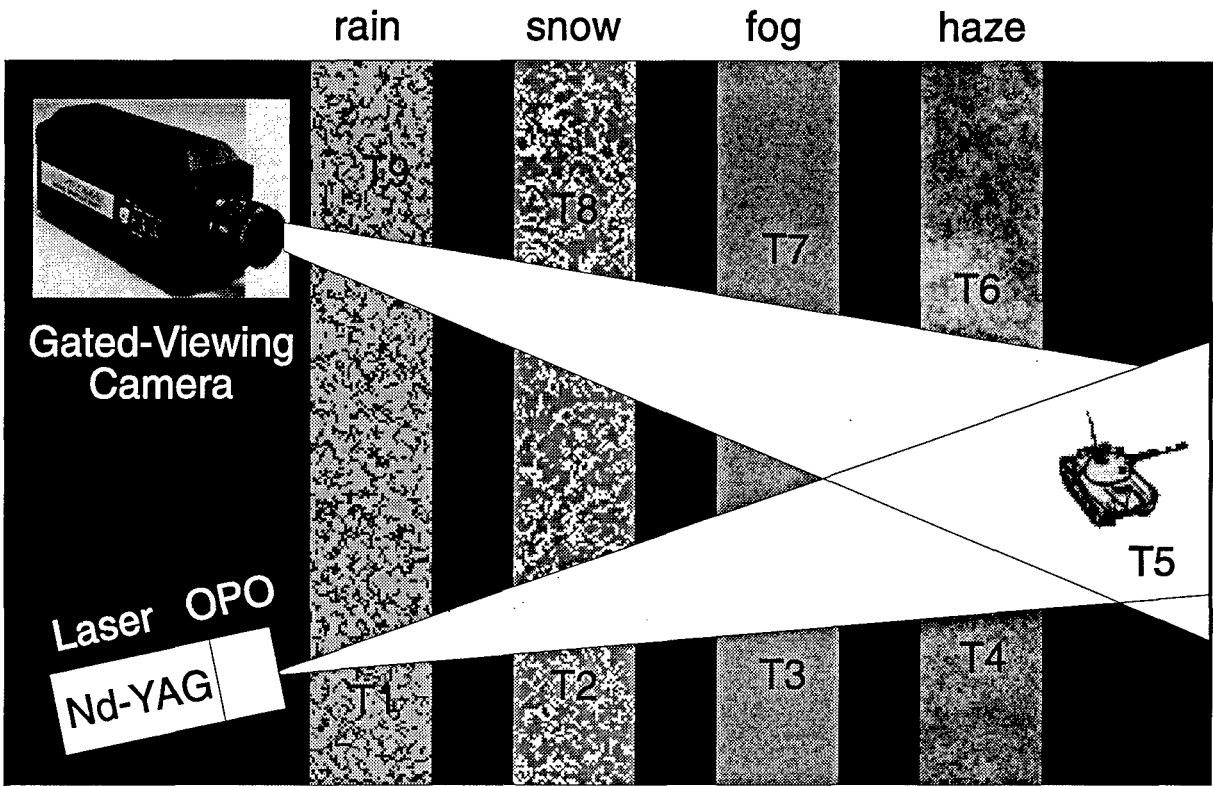 rain snow fog haze
T9
T8
T7
T6
Gated-Viewing
Camera
T5
Laser OPO
Nd-YAG
T1
T2
T3
T4